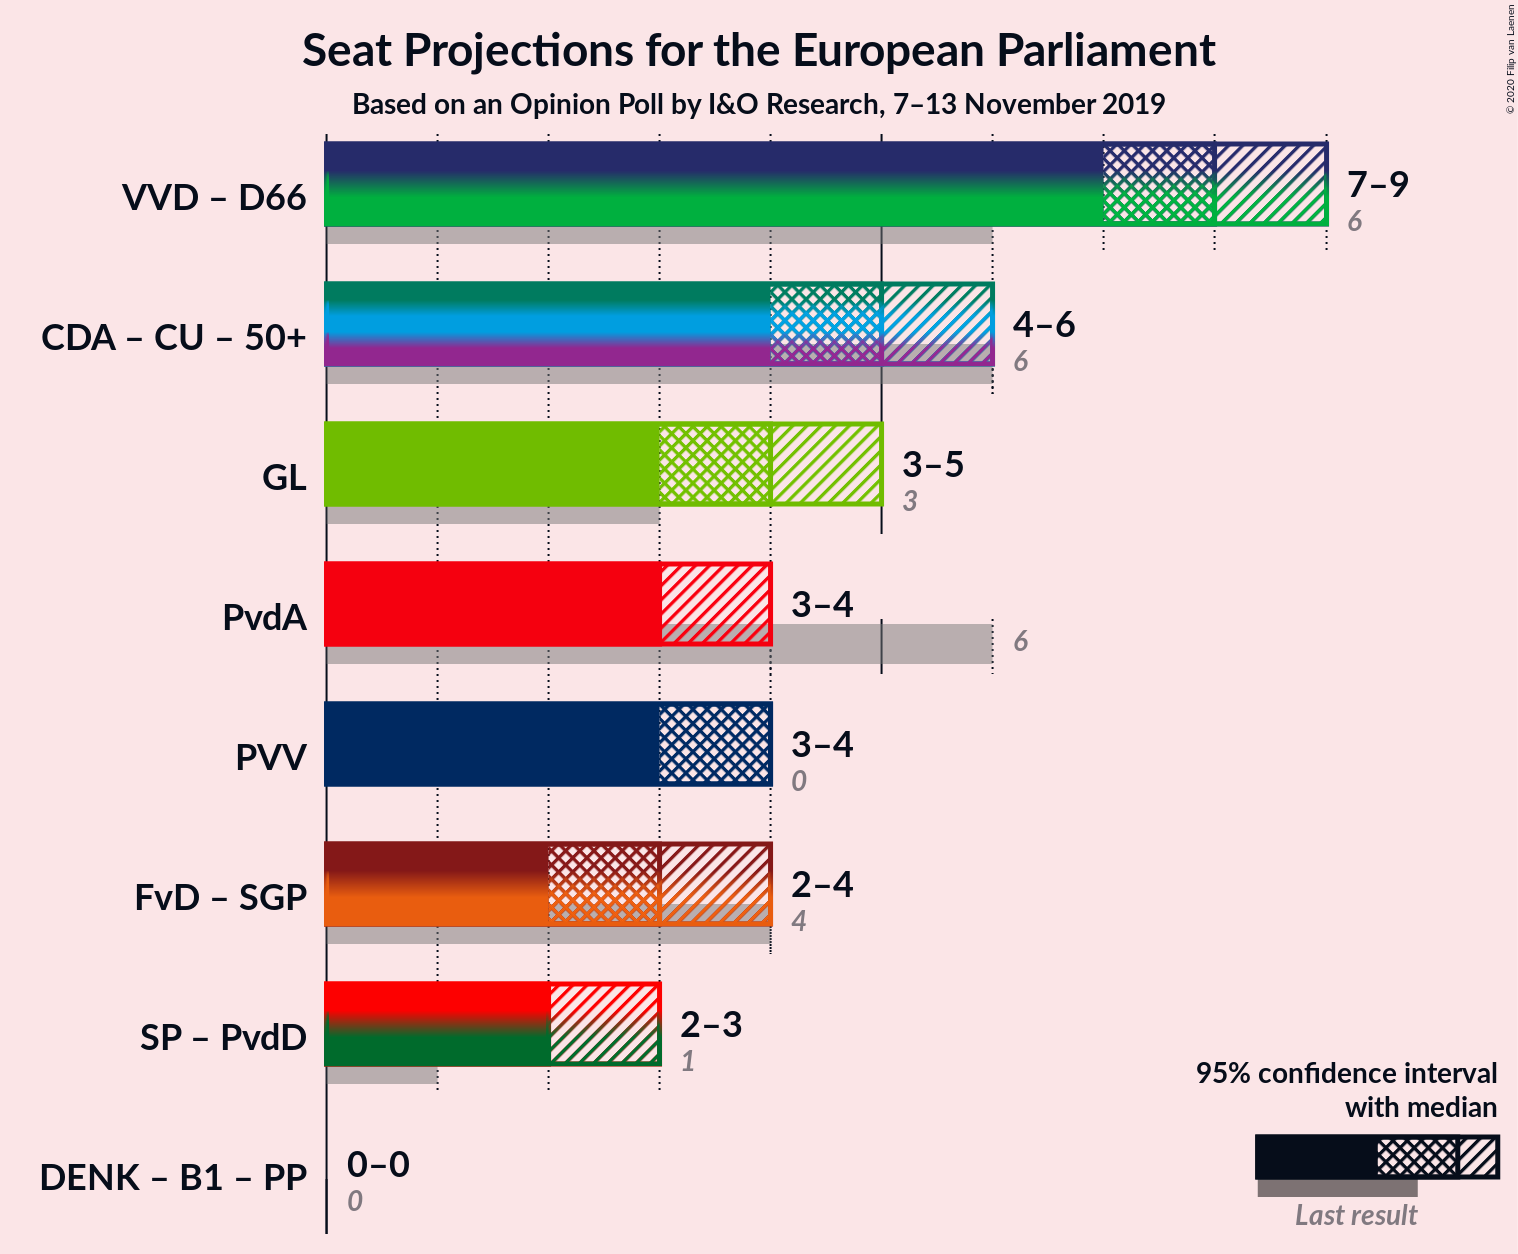 Seat Projections for the European Parliament
Based on an Opinion Poll by I&O Research, 7–13 November 2019
© 2020 Filip van Laenen
VVD – D66
7–9
6
CDA – CU – 50+
4–6
6
GL
3–5
3
PvdA
3–4
6
PVV
3–4
0
FvD – SGP
2–4
4
SP – PvdD
2–3
1
DENK – B1 – PP
0–0
0
95% confidence interval
with median
Last result